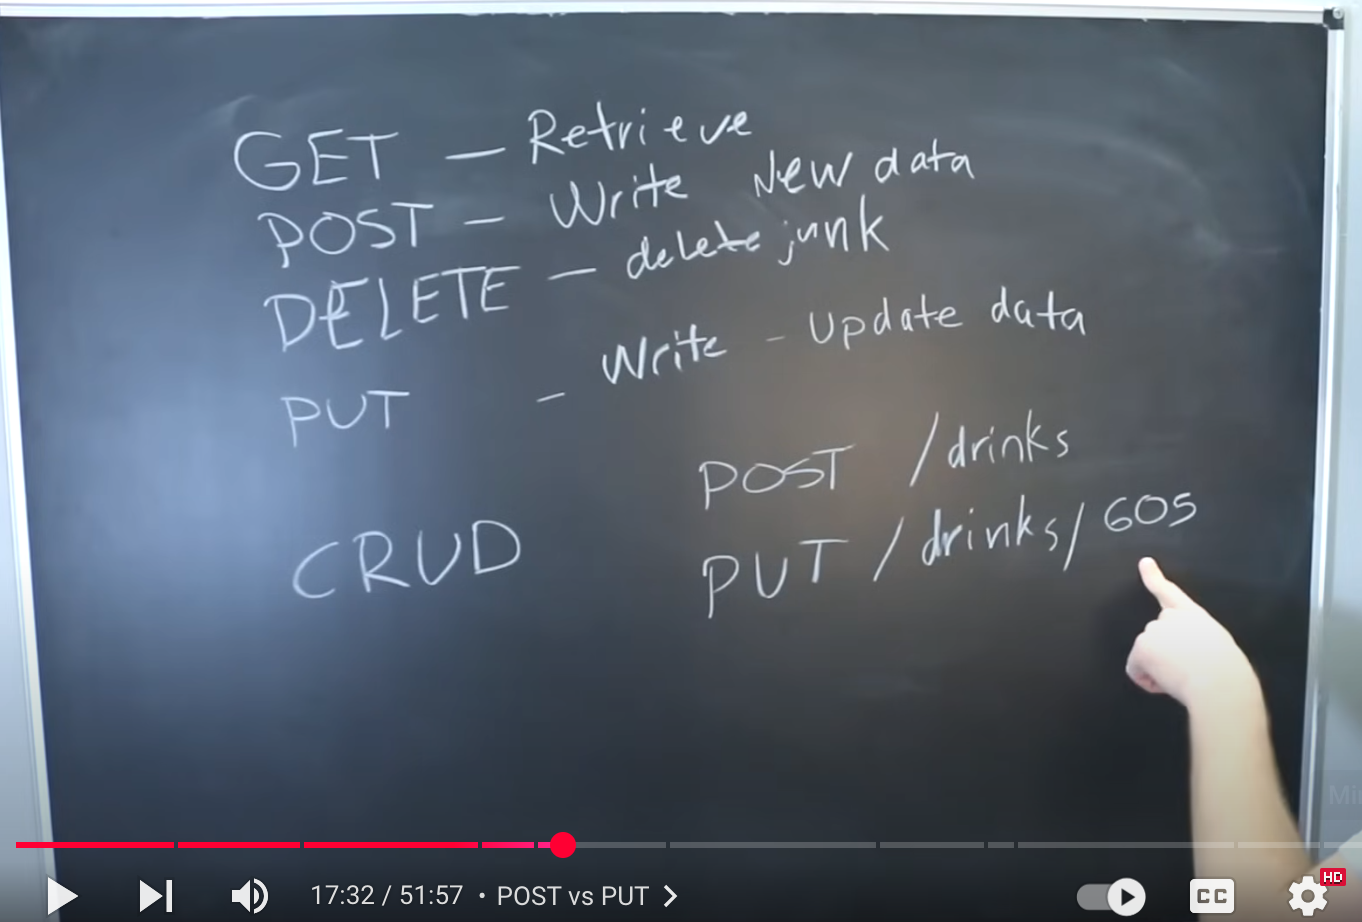 GET – Retrieve
POST – Write New data
DELETE – delete junk
PUT – Write - Update data
POST /drinks
PUT /drinks/605
CRUD
17:32 / 51:57 • POST vs PUT
CC
HD